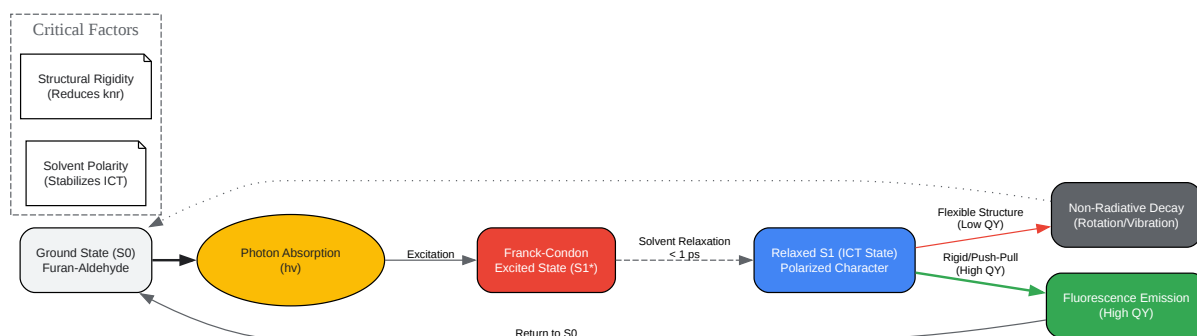 Critical Factors
Structural Rigidity
(Reduces knr)
Solvent Polarity
(Stabilizes ICT)
Ground State (S0)
Furan-Aldehyde
Photon Absorption
(hv)
Excitation
Franck-Condon
Excited State (S1*)
Solvent Relaxation
< 1 ps
Relaxed S1 (ICT State)
Polarized Character
Flexible Structure
(Low QY)
Rigid/Push-Pull
(High QY)
Non-Radiative Decay
(Rotation/Vibration)
Fluorescence Emission
(High QY)
Return to S0